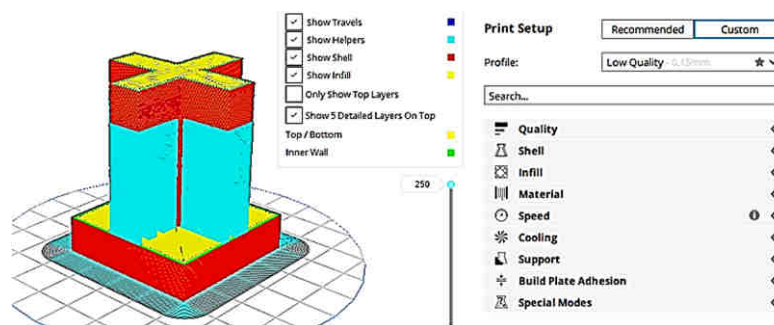 Show Travels
Show Helpers
Show Shell
Show Infill
Only Show Top Layers
Show 5 Detailed Layers On Top
Top / Bottom
Inner Wall
250
Print Setup
Recommended
Custom
Profile:
Low Quality - 0.15mm
Search...
Quality
Shell
Infill
Material
Speed
Cooling
Support
Build Plate Adhesion
Special Modes